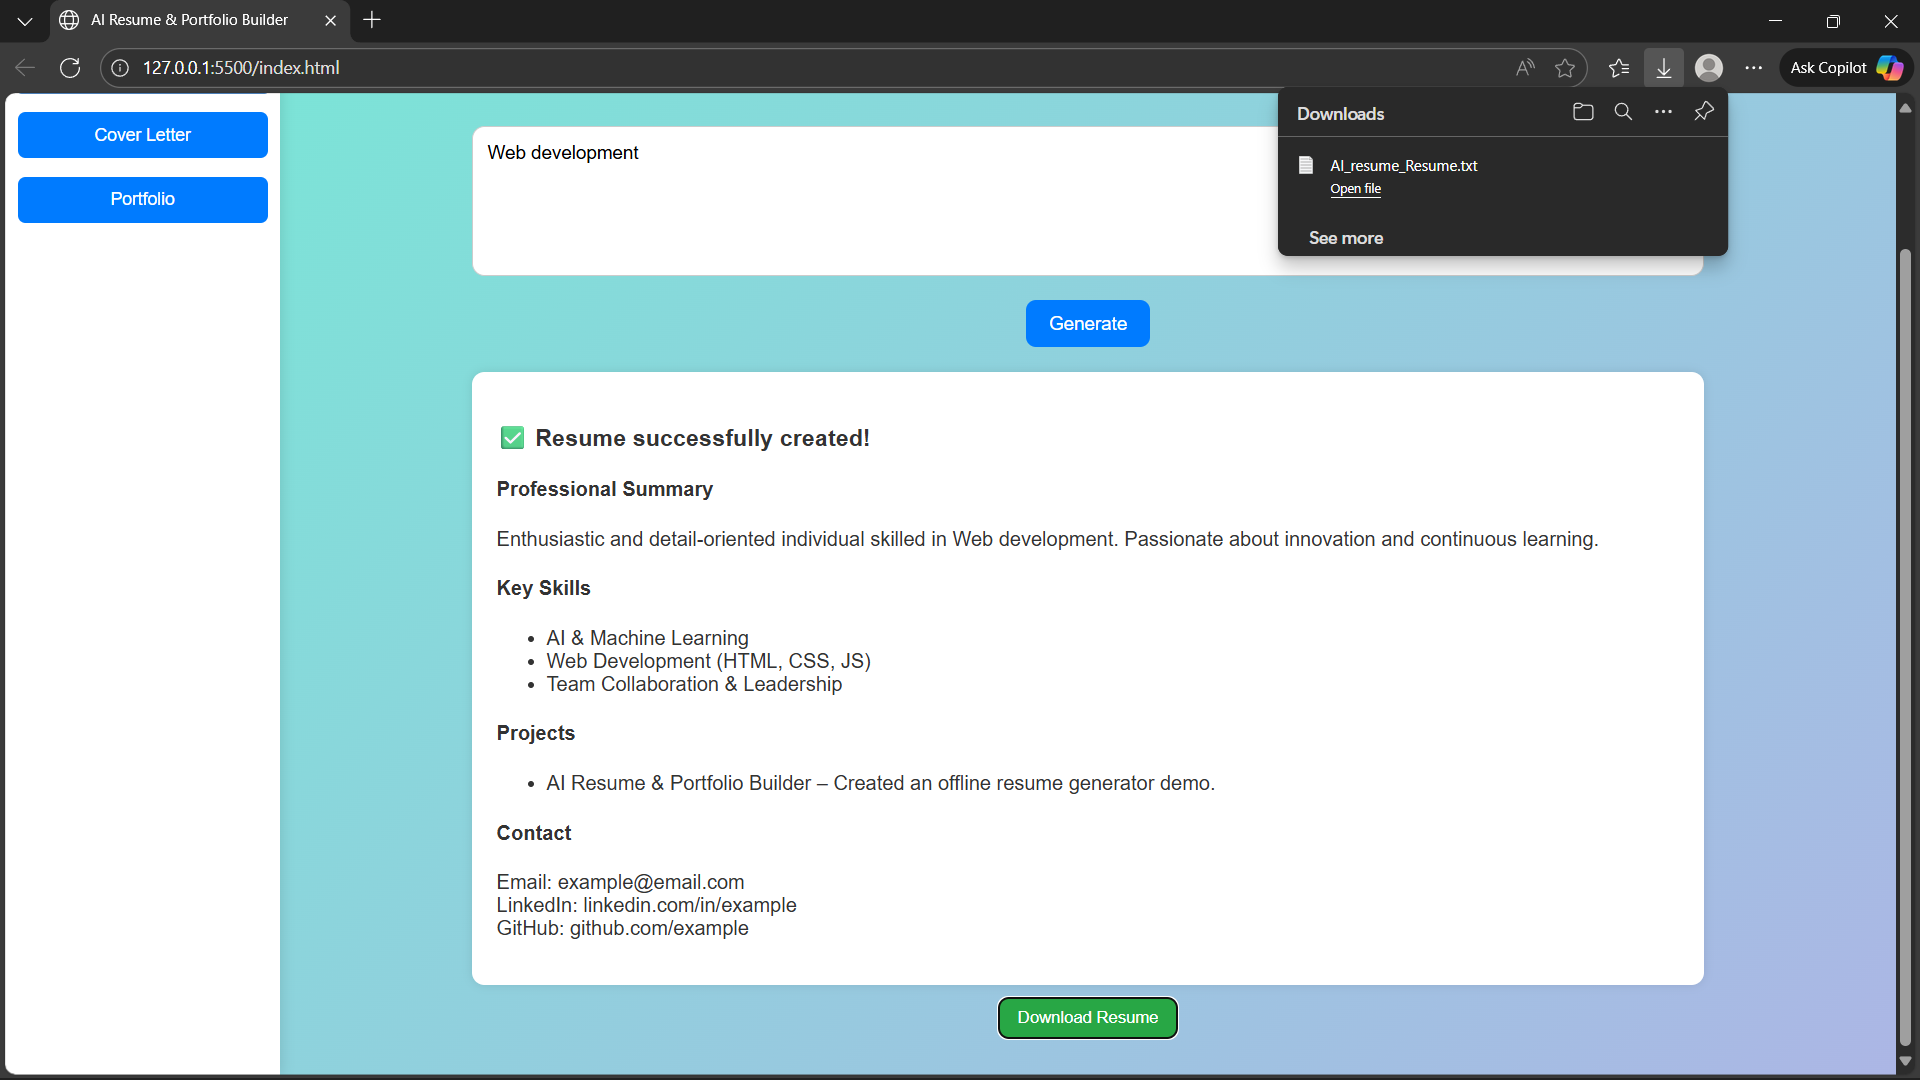 AI Resume & Portfolio Builder
127.0.0.1:5500/index.html
Ask Copilot
Downloads
AI_resume_Resume.txt
Open file
See more
Cover Letter
Portfolio
Web development
Generate
✅ Resume successfully created!
Professional Summary
Enthusiastic and detail-oriented individual skilled in Web development. Passionate about innovation and continuous learning.
Key Skills
• AI & Machine Learning
• Web Development (HTML, CSS, JS)
• Team Collaboration & Leadership
Projects
• AI Resume & Portfolio Builder – Created an offline resume generator demo.
Contact
Email: example@email.com
LinkedIn: linkedin.com/in/example
GitHub: github.com/example
Download Resume